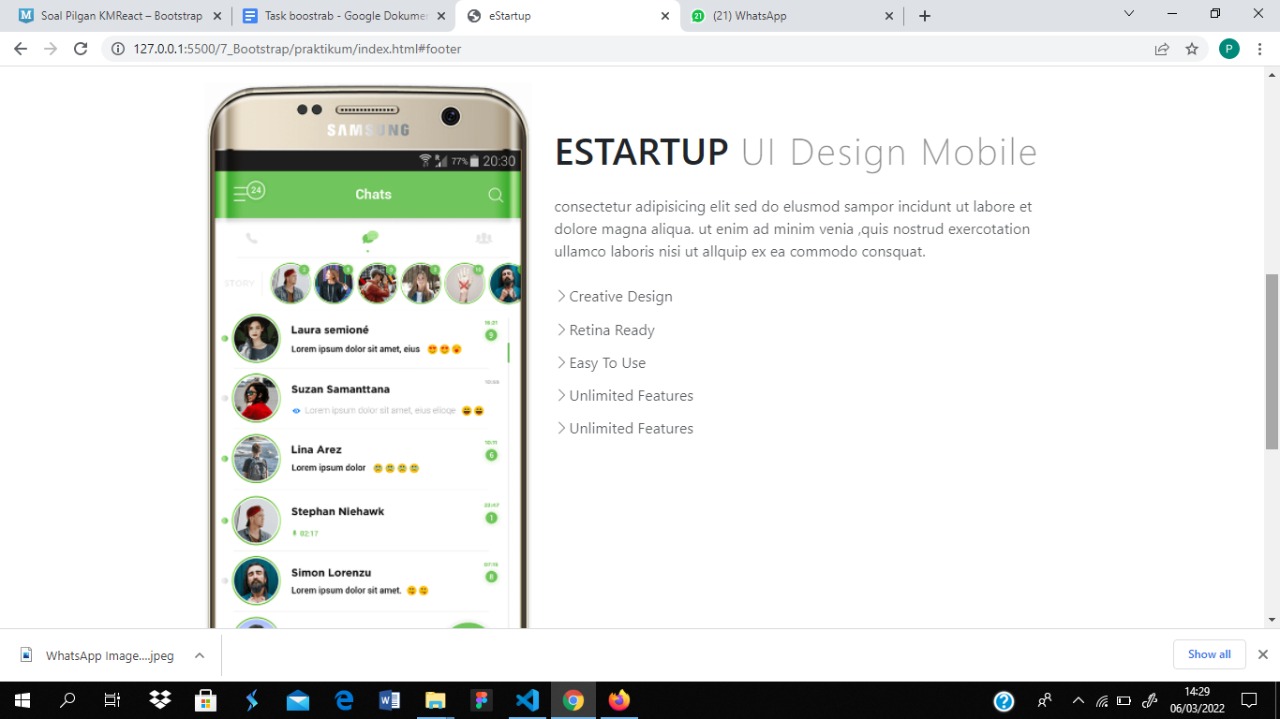 Soal Pilgan KMReact – Bootstrap
Task boostrab - Google Dokumen
eStartup
(21) WhatsApp
127.0.0.1:5500/7_Bootstrap/praktikum/index.html#footer
P
SAMSUNG
77% 20:30
24
Chats
STORY
Laura semioné
Lorem ipsum dolor sit amet, eius
9
Suzan Samanttana
Lorem ipsum dolor sit amet, eius elioqe
Lina Arez
Lorem ipsum dolor
6
Stephan Niehawk
02:17
1
Simon Lorenzu
Lorem ipsum dolor sit amet.
8
ESTARTUP UI Design Mobile
consectetur adipisicing elit sed do elusmod sampor incidunt ut labore et
dolore magna aliqua. ut enim ad minim venia ,quis nostrud exercotation
ullamco laboris nisi ut allquip ex ea commodo consquat.
Creative Design
Retina Ready
Easy To Use
Unlimited Features
Unlimited Features
WhatsApp Image....jpeg
Show all
14:29
06/03/2022